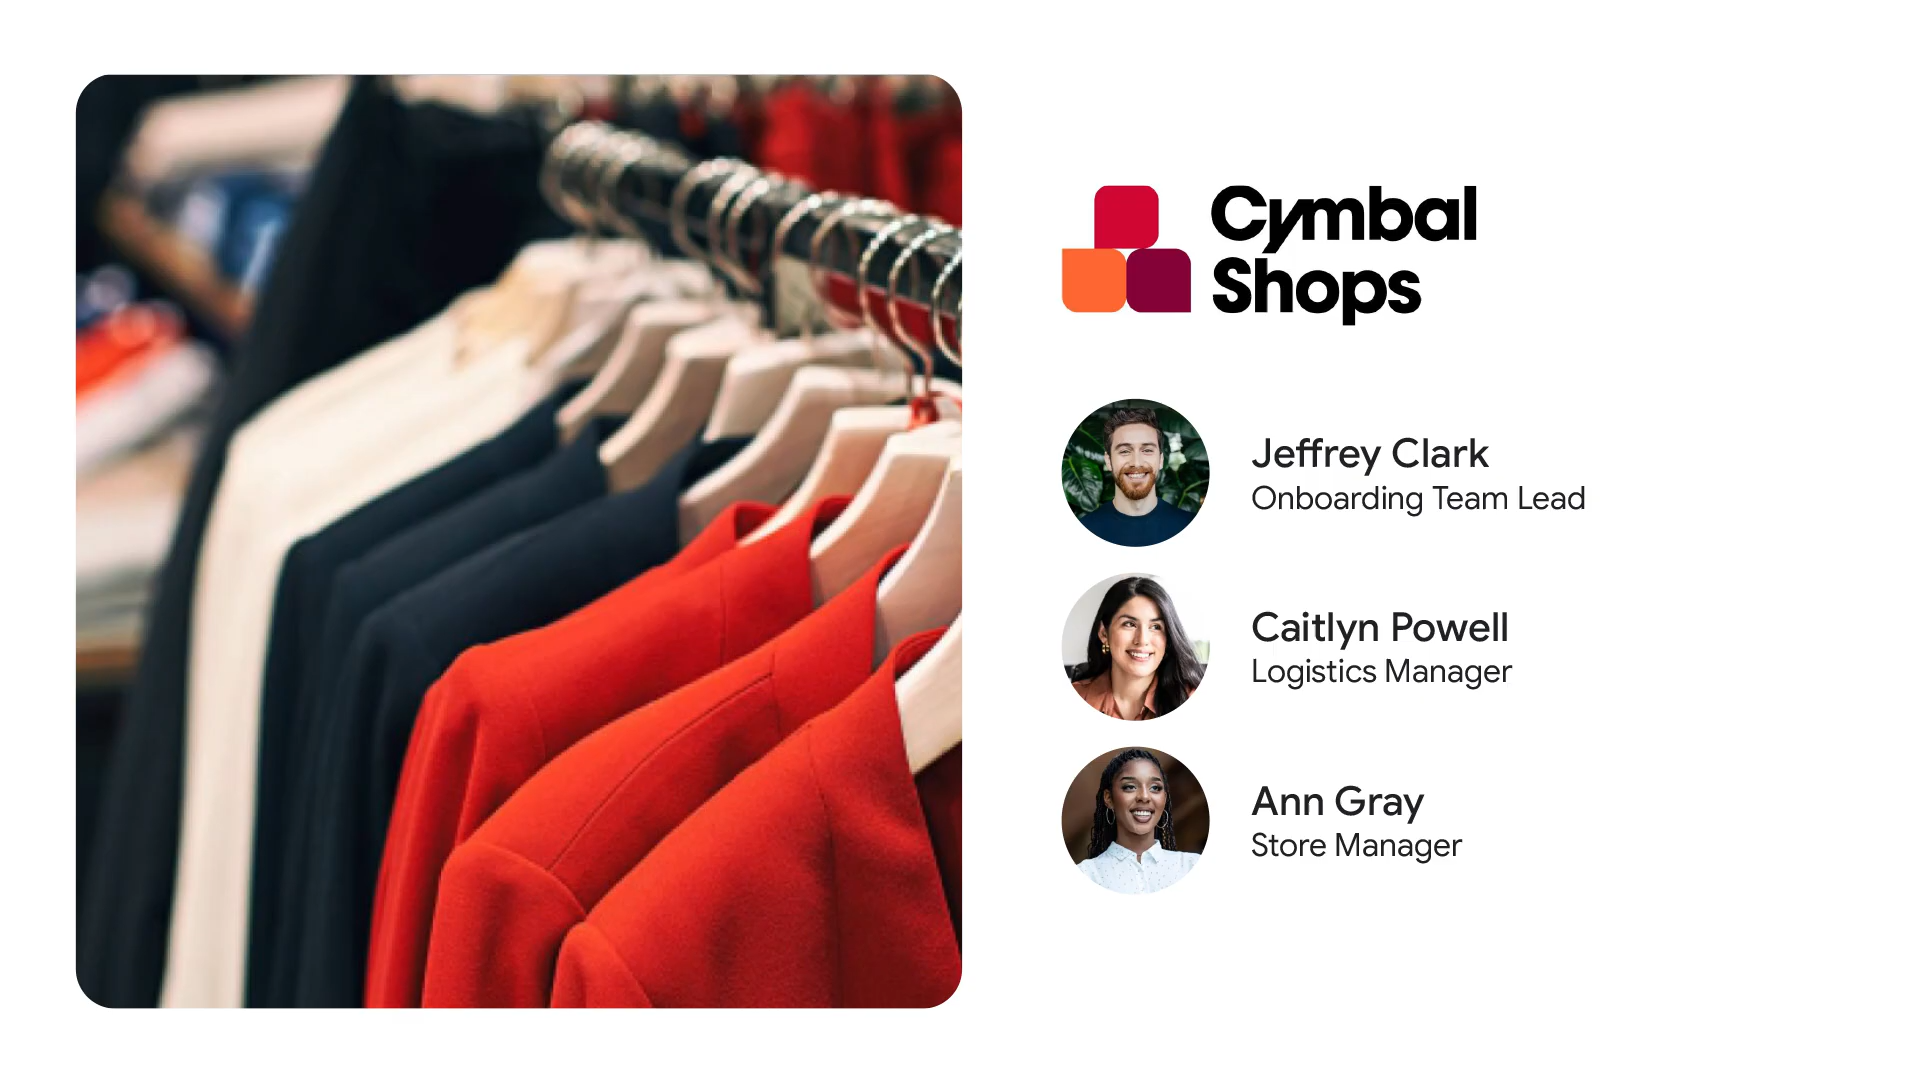 Cymbal
Shops
Jeffrey Clark
Onboarding Team Lead
Caitlyn Powell
Logistics Manager
Ann Gray
Store Manager